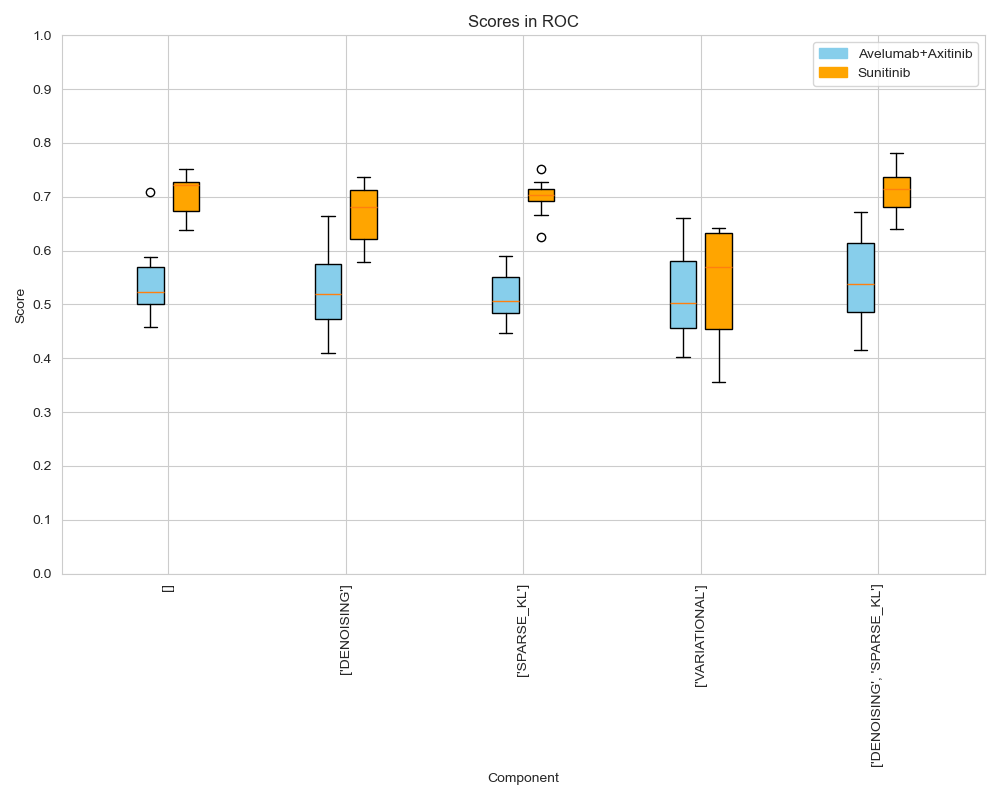 Scores in ROC
Avelumab+Axitinib
Sunitinib
1.0
0.9
0.8
0.7
0.6
0.5
0.4
0.3
0.2
0.1
0.0
Score
[]
['DENOISING']
['SPARSE_KL']
['VARIATIONAL']
['DENOISING', 'SPARSE_KL']
Component